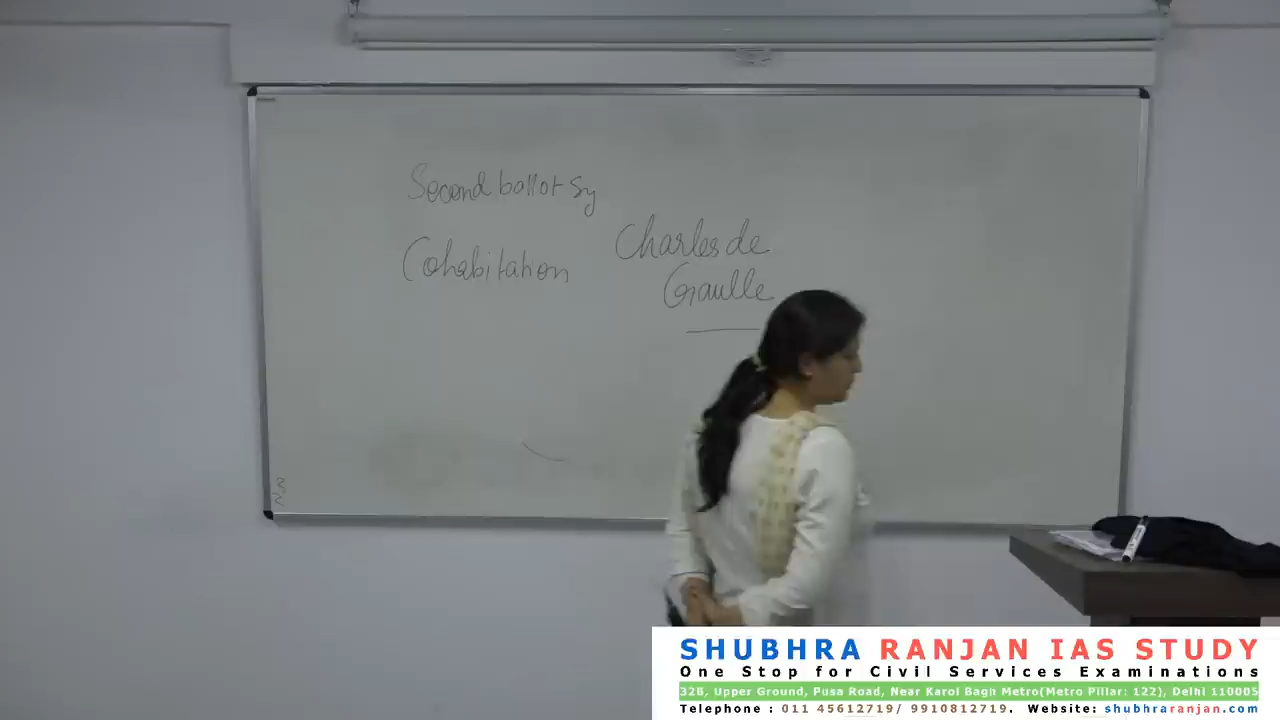 Second ballot Sy
Cohabitation
Charles de
Gaulle
SHUBHRA RANJAN IAS STUDY
One Stop for Civil Services Examinations
32B, Upper Ground, Pusa Road, Near Karol Bagh Metro(Metro Pillar: 122), Delhi 110005
Telephone : 011 45612719/ 9910812719. Website: shubhraranjan.com